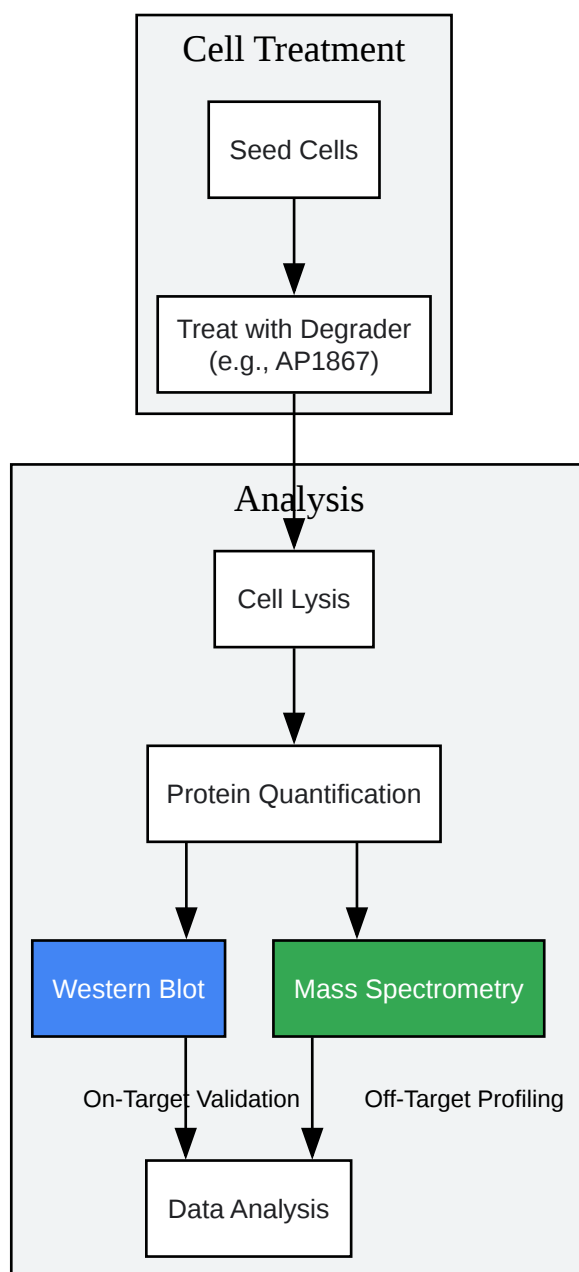 Cell Treatment
Seed Cells
Treat with Degrader
(e.g., AP1867)
Analysis
Cell Lysis
Protein Quantification
Western Blot
Mass Spectrometry
On-Target Validation
Off-Target Profiling
Data Analysis